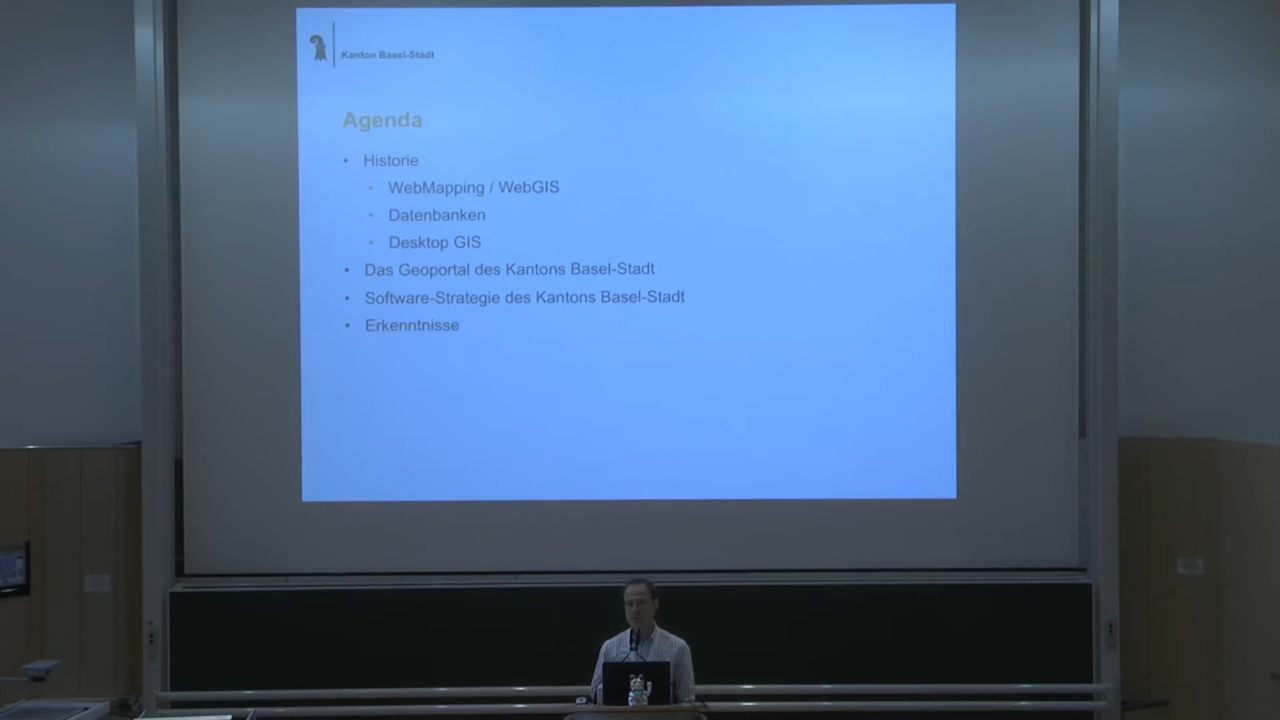 Kanton Basel-Stadt
Agenda
• Historie
• WebMapping / WebGIS
• Datenbanken
• Desktop GIS
• Das Geoportal des Kantons Basel-Stadt
• Software-Strategie des Kantons Basel-Stadt
• Erkenntnisse